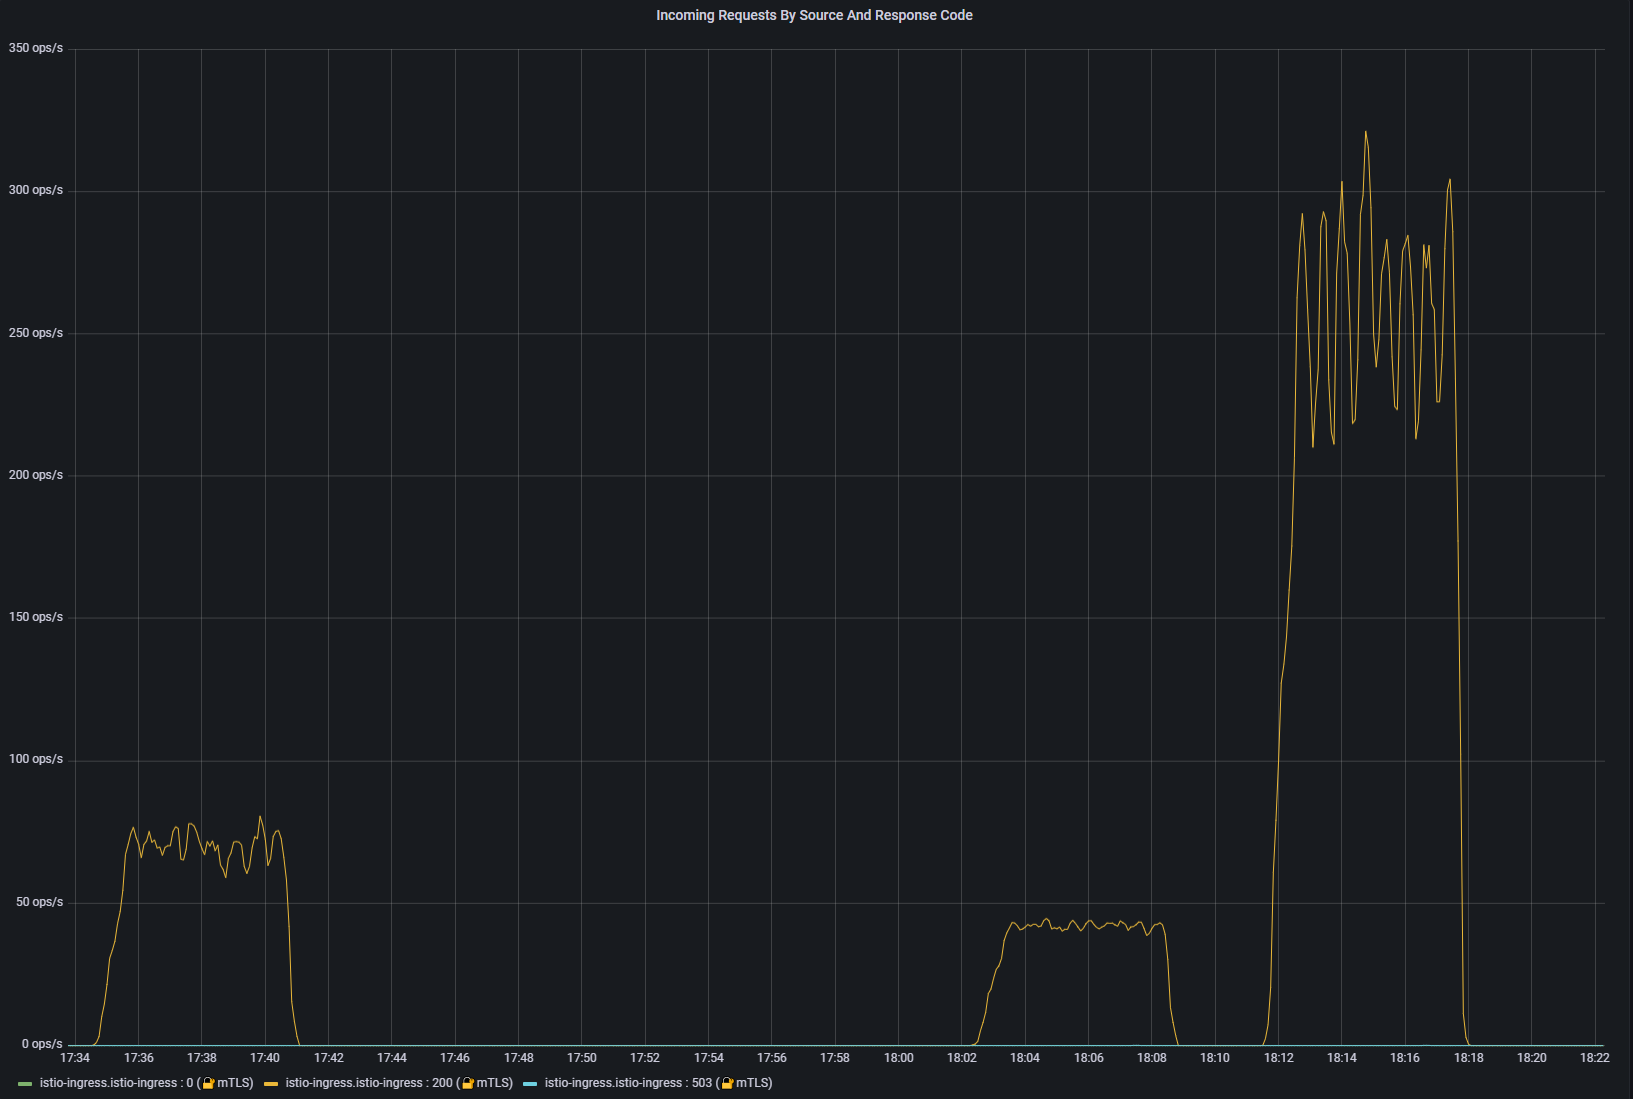 Incoming Requests By Source And Response Code
350 ops/s
300 ops/s
250 ops/s
200 ops/s
150 ops/s
100 ops/s
50 ops/s
0 ops/s
17:34 17:36 17:38 17:40 17:42 17:44 17:46 17:48 17:50 17:52 17:54 17:56 17:58 18:00 18:02 18:04 18:06 18:08 18:10 18:12 18:14 18:16 18:18 18:20 18:22
istio-ingress.istio-ingress : 0 (🔐mTLS) istio-ingress.istio-ingress : 200 (🔐mTLS) istio-ingress.istio-ingress : 503 (🔐mTLS)